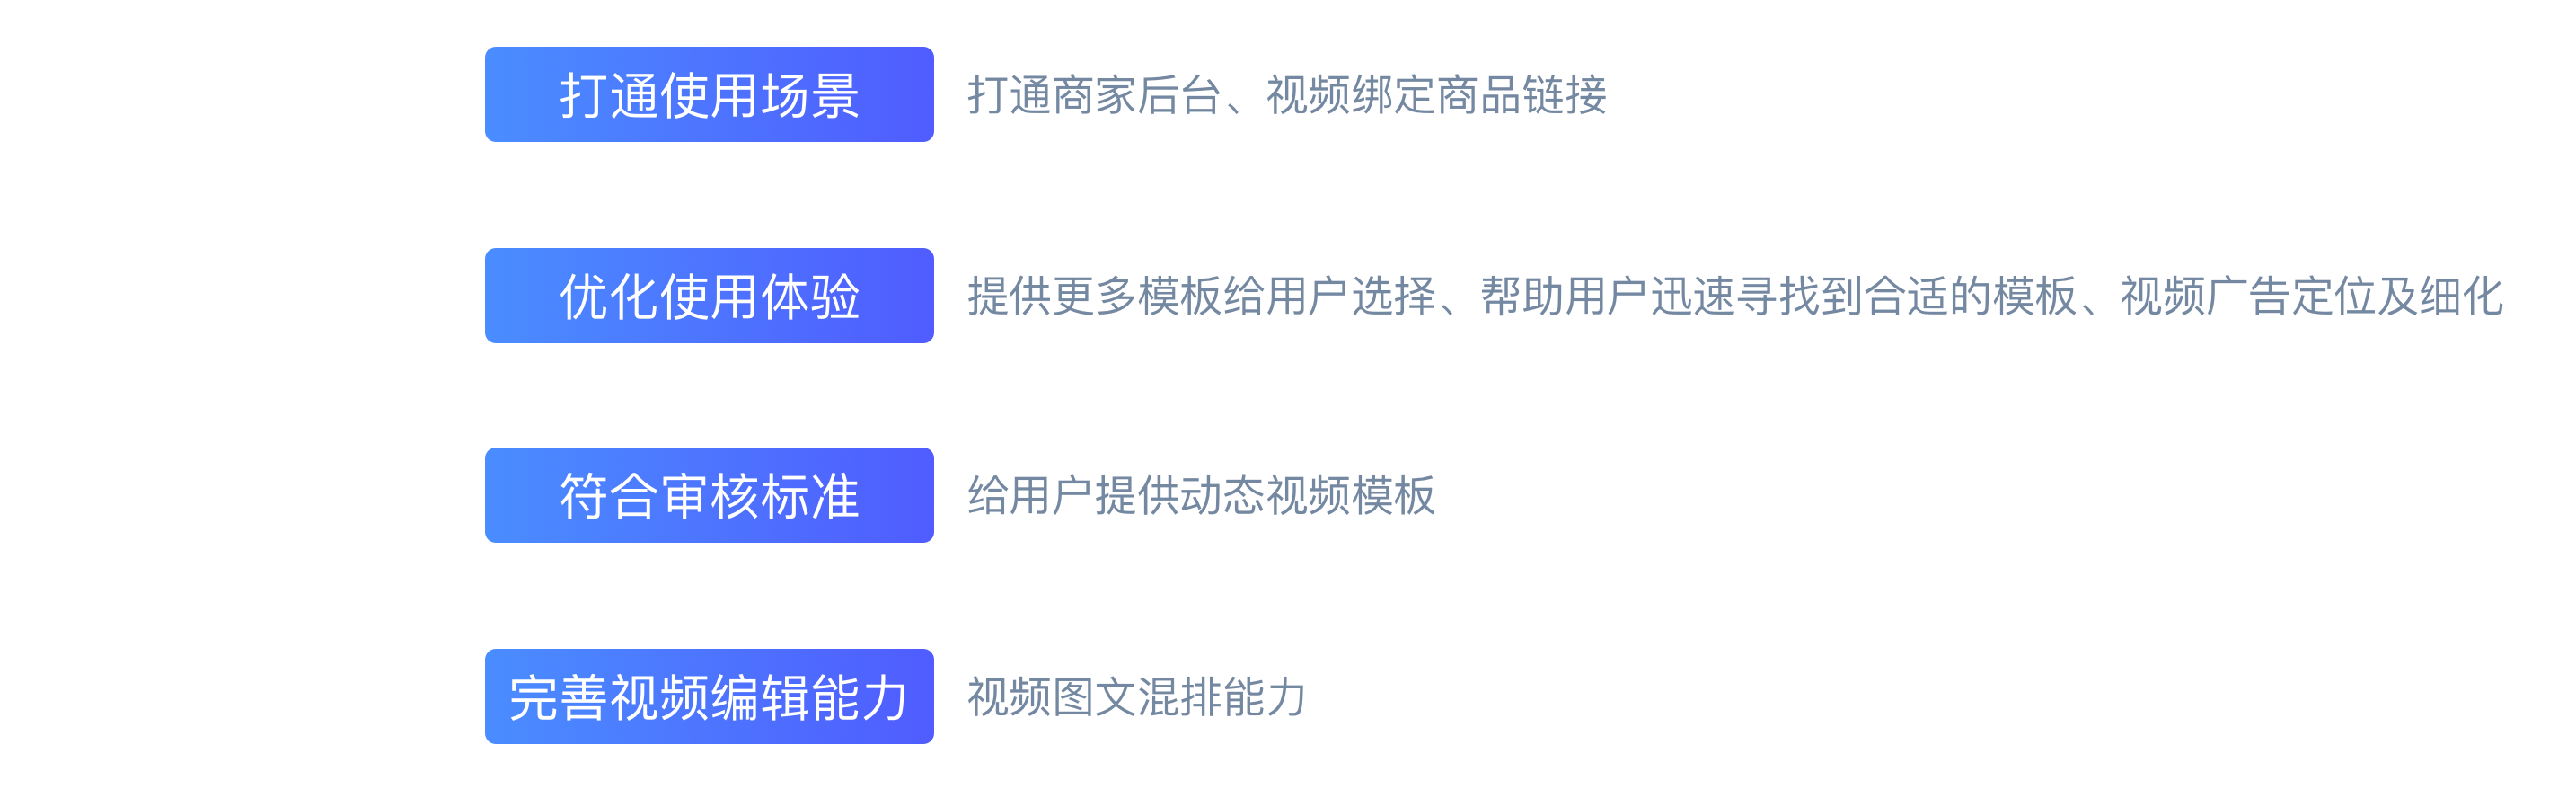 打通使用场景
打通商家后台、视频绑定商品链接
优化使用体验
提供更多模板给用户选择、帮助用户迅速寻找到合适的模板、视频广告定位及细化
符合审核标准
给用户提供动态视频模板
完善视频编辑能力
视频图文混排能力